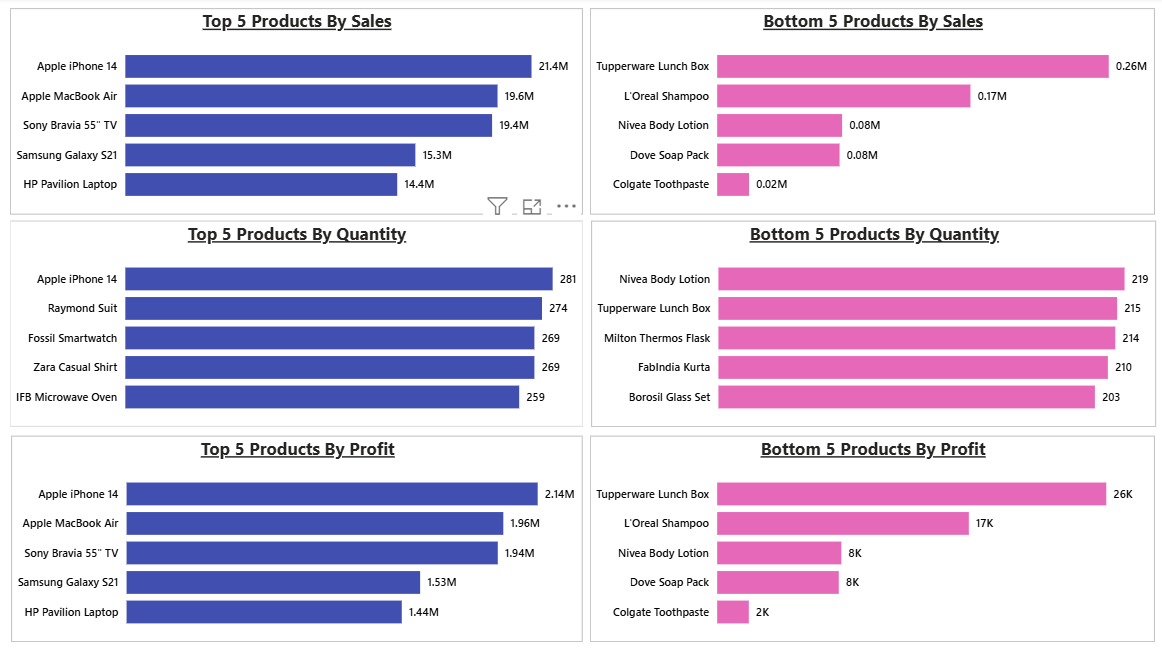 Top 5 Products By Sales
Apple iPhone 14 21.4M
Apple MacBook Air 19.6M
Sony Bravia 55" TV 19.4M
Samsung Galaxy S21 15.3M
HP Pavilion Laptop 14.4M
Bottom 5 Products By Sales
Tupperware Lunch Box 0.26M
L'Oreal Shampoo 0.17M
Nivea Body Lotion 0.08M
Dove Soap Pack 0.08M
Colgate Toothpaste 0.02M
Top 5 Products By Quantity
Apple iPhone 14 281
Raymond Suit 274
Fossil Smartwatch 269
Zara Casual Shirt 269
IFB Microwave Oven 259
Bottom 5 Products By Quantity
Nivea Body Lotion 219
Tupperware Lunch Box 215
Milton Thermos Flask 214
FabIndia Kurta 210
Borosil Glass Set 203
Top 5 Products By Profit
Apple iPhone 14 2.14M
Apple MacBook Air 1.96M
Sony Bravia 55" TV 1.94M
Samsung Galaxy S21 1.53M
HP Pavilion Laptop 1.44M
Bottom 5 Products By Profit
Tupperware Lunch Box 26K
L'Oreal Shampoo 17K
Nivea Body Lotion 8K
Dove Soap Pack 8K
Colgate Toothpaste 2K